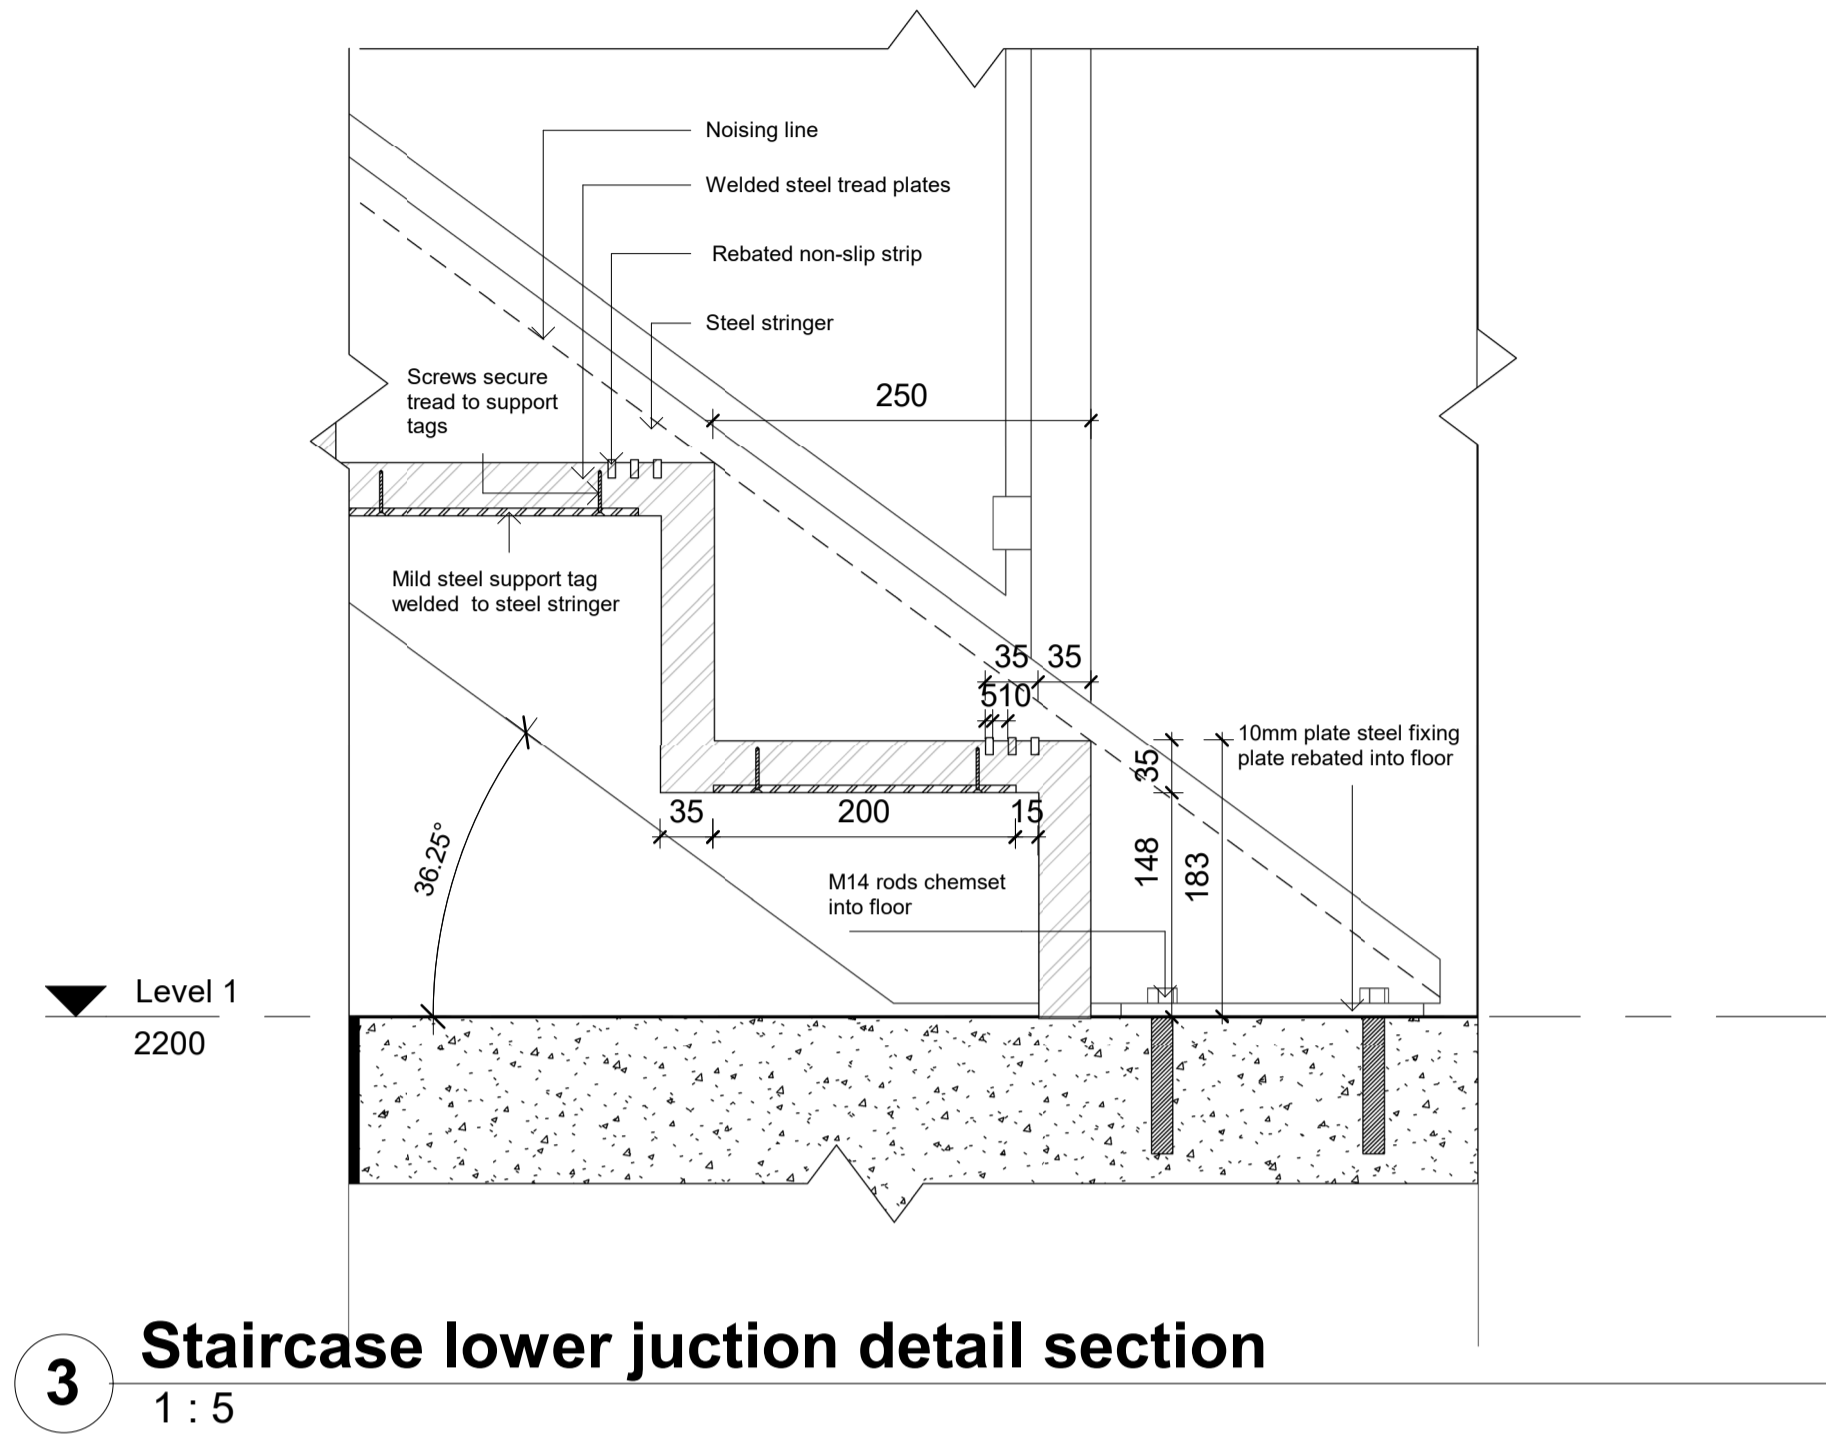 Noising line
Welded steel tread plates
Rebated non-slip strip
Steel stringer
Screws secure
tread to support
tags
250
Mild steel support tag
welded  to steel stringer
35 35
510
10mm plate steel fixing
plate rebated into floor
35
35 200 15
148
183
36.25°
M14 rods chemset
into floor
Level 1
2200
3
Staircase lower juction detail section
1 : 5